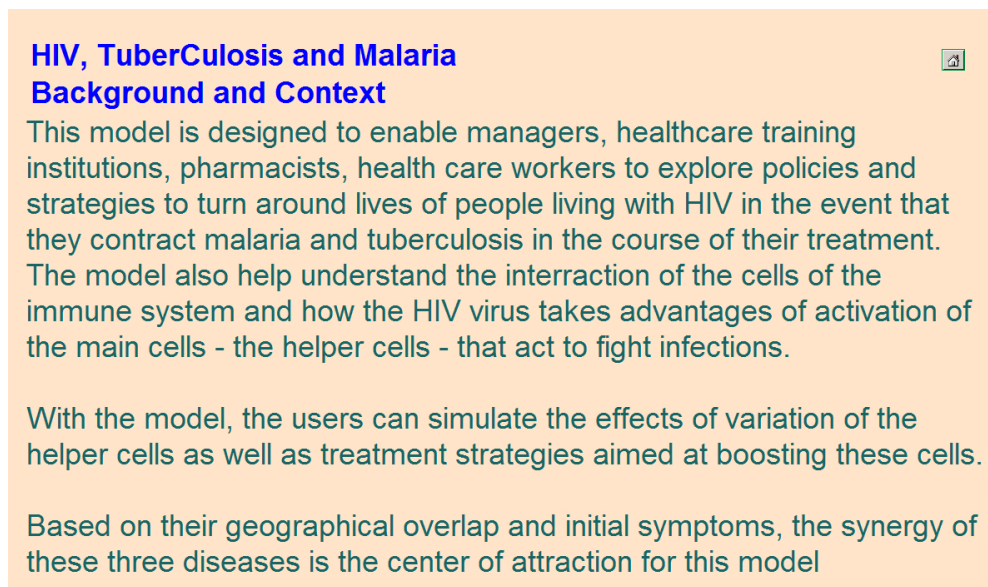 HIV, TuberCulosis and Malaria
Background and Context
This model is designed to enable managers, healthcare training
institutions, pharmacists, health care workers to explore policies and
strategies to turn around lives of people living with HIV in the event that
they contract malaria and tuberculosis in the course of their treatment.
The model also help understand the interraction of the cells of the
immune system and how the HIV virus takes advantages of activation of
the main cells - the helper cells - that act to fight infections.
With the model, the users can simulate the effects of variation of the
helper cells as well as treatment strategies aimed at boosting these cells.
Based on their geographical overlap and initial symptoms, the synergy of
these three diseases is the center of attraction for this model